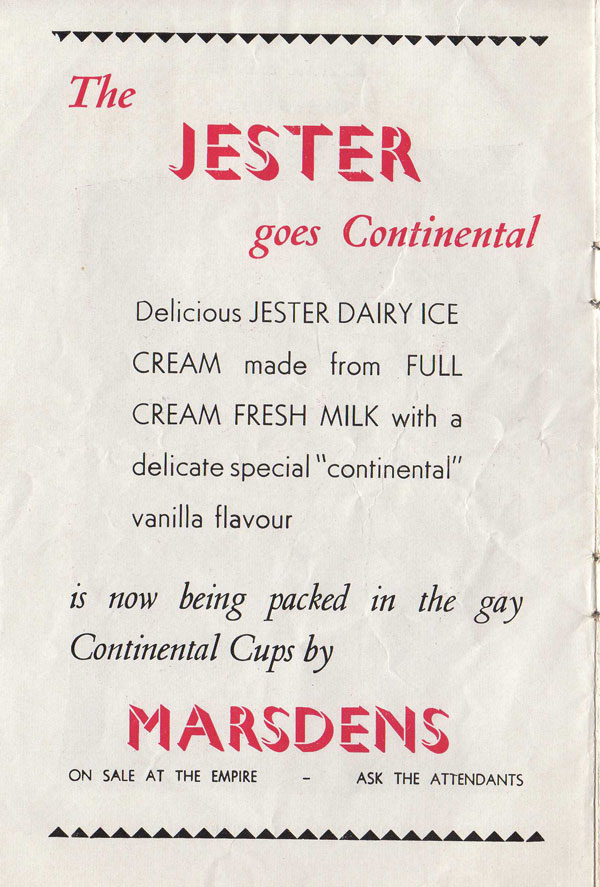 The
JESTER
goes Continental
Delicious JESTER DAIRY ICE
CREAM made from FULL
CREAM FRESH MILK with a
delicate special "continental"
vanilla flavour
is now being packed in the gay
Continental Cups by
MARSDENS
ON SALE AT THE EMPIRE – ASK THE ATTENDANTS